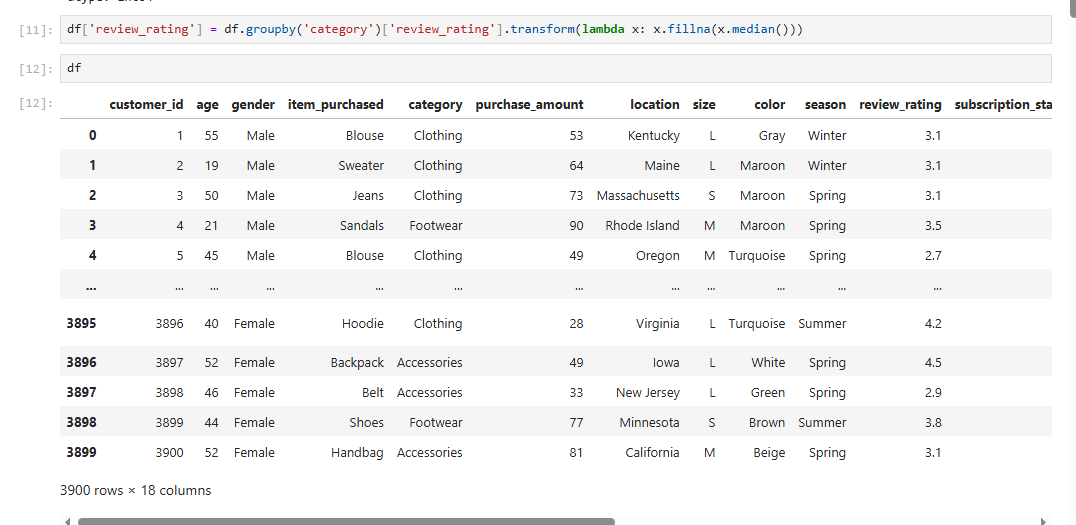 [11]: df['review_rating'] = df.groupby('category')['review_rating'].transform(lambda x: x.fillna(x.median()))
[12]: df
[12]: customer_id age gender item_purchased category purchase_amount location size color season review_rating subscription_sta
0 1 55 Male Blouse Clothing 53 Kentucky L Gray Winter 3.1
1 2 19 Male Sweater Clothing 64 Maine L Maroon Winter 3.1
2 3 50 Male Jeans Clothing 73 Massachusetts S Maroon Spring 3.1
3 4 21 Male Sandals Footwear 90 Rhode Island M Maroon Spring 3.5
4 5 45 Male Blouse Clothing 49 Oregon M Turquoise Spring 2.7
... ... ... ... ... ... ... ... ... ... ... ...
3895 3896 40 Female Hoodie Clothing 28 Virginia L Turquoise Summer 4.2
3896 3897 52 Female Backpack Accessories 49 Iowa L White Spring 4.5
3897 3898 46 Female Belt Accessories 33 New Jersey L Green Spring 2.9
3898 3899 44 Female Shoes Footwear 77 Minnesota S Brown Summer 3.8
3899 3900 52 Female Handbag Accessories 81 California M Beige Spring 3.1
3900 rows × 18 columns